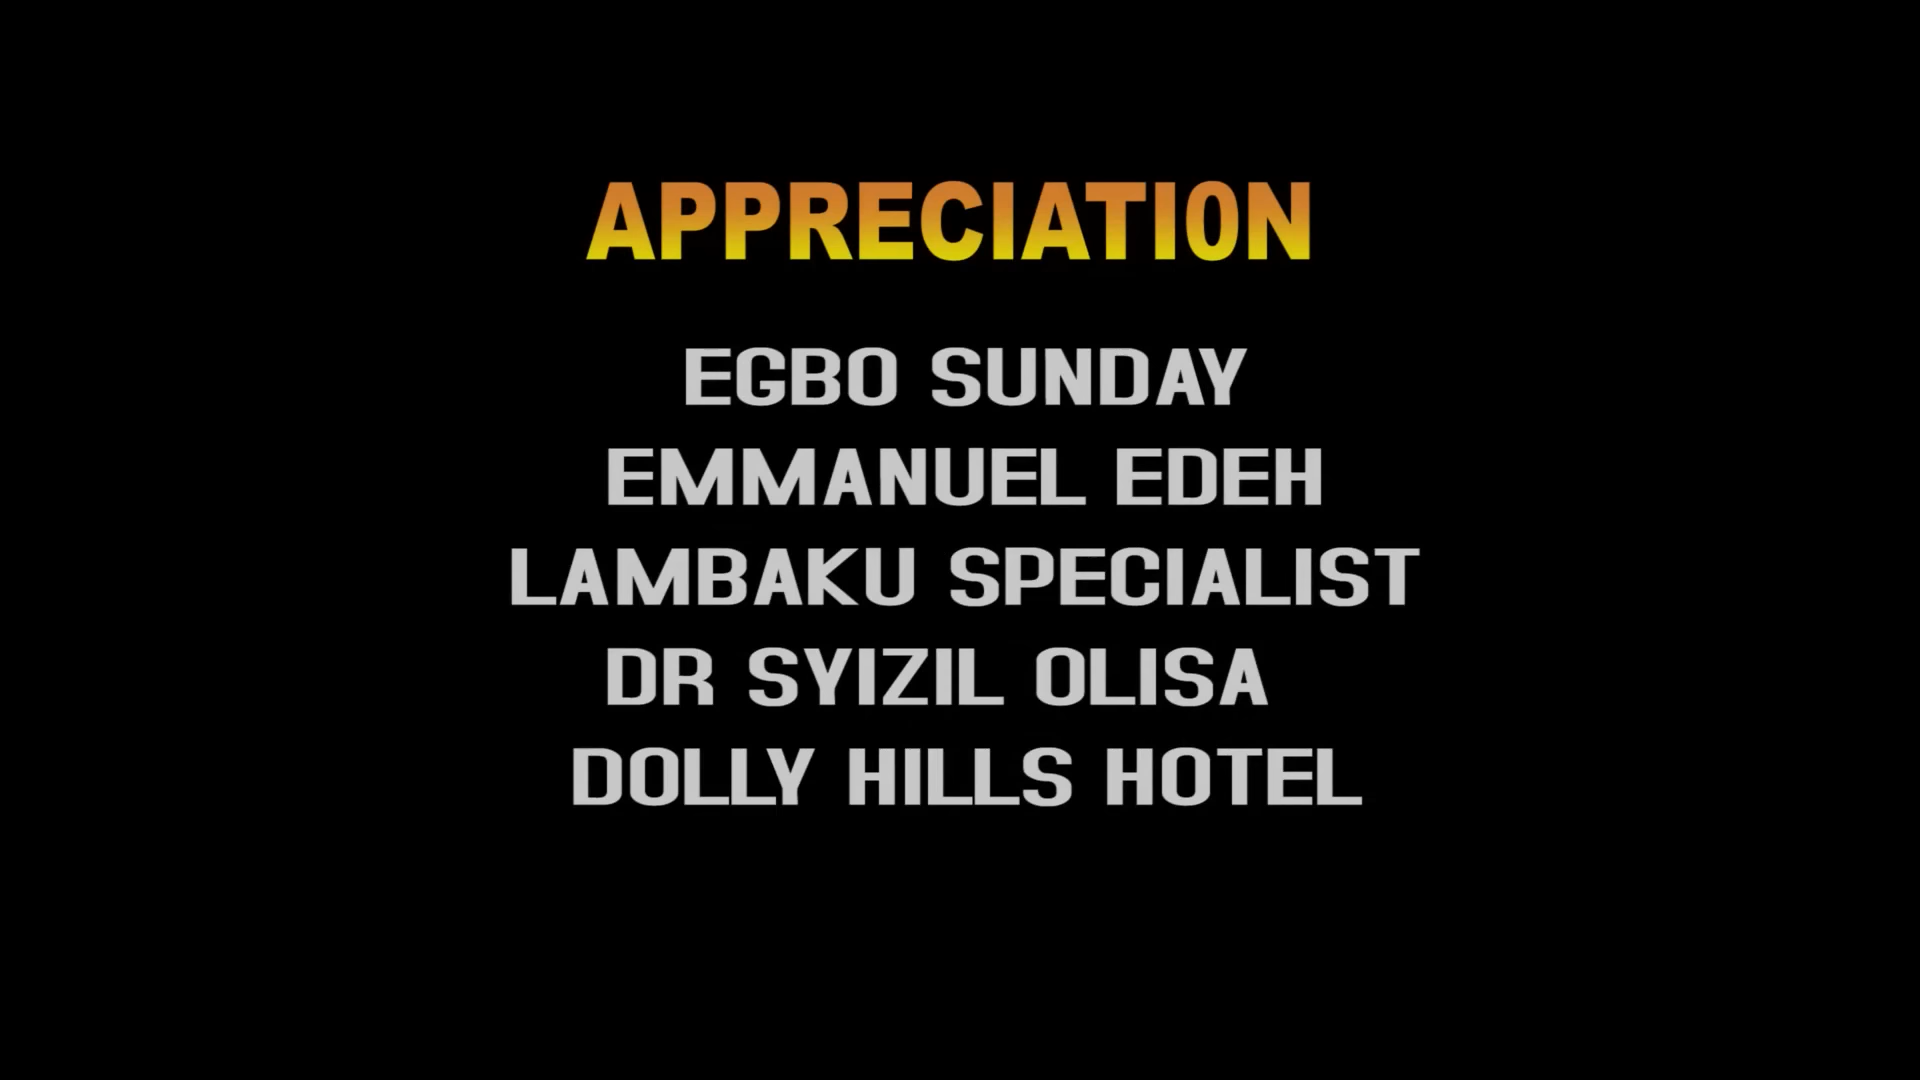 APPRECIATION
EGBO SUNDAY
EMMANUEL EDEH
LAMBAKU SPECIALIST
DR SYIZIL OLISA
DOLLY HILLS HOTEL